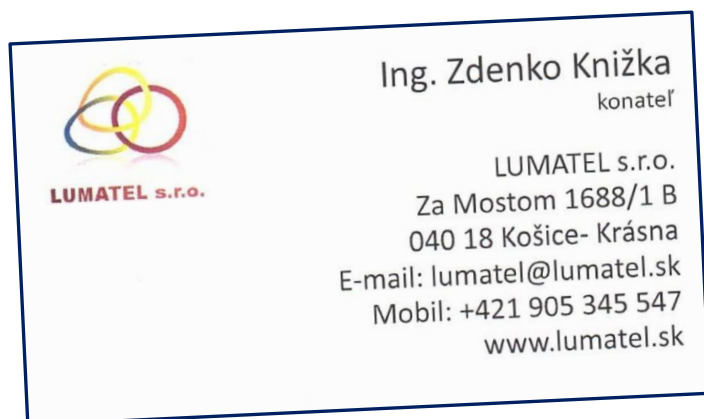 LUMATEL s.r.o.
Ing. Zdenko Knižka
konateľ
LUMATEL s.r.o.
Za Mostom 1688/1 B
040 18 Košice- Krásna
E-mail: lumatel@lumatel.sk
Mobil: +421 905 345 547
www.lumatel.sk